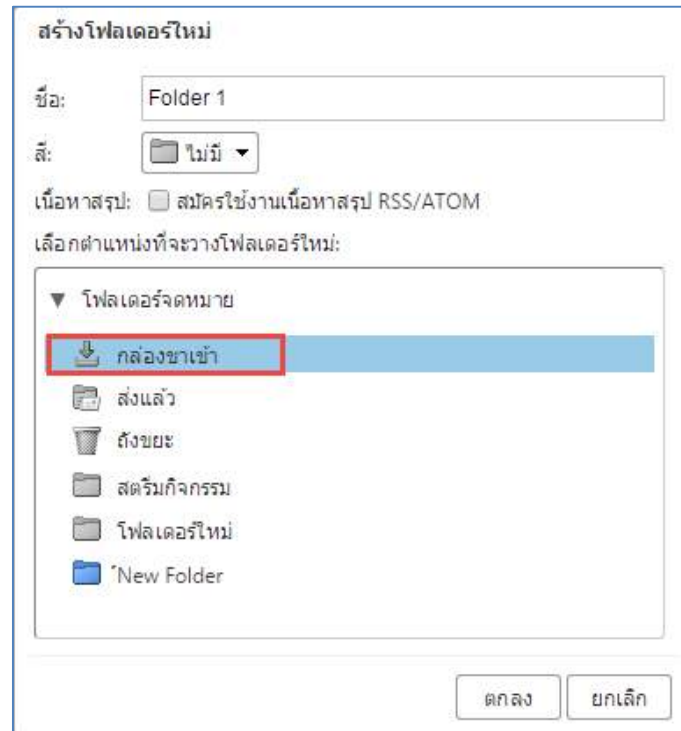 สร้างโฟลเดอร์ใหม่
ชื่อ: Folder 1
สี: ไม่มี
เนื้อหาสรุป: สมัครใช้งานเนื้อหาสรุป RSS/ATOM
เลือกตำแหน่งที่จะวางโฟลเดอร์ใหม่:
โฟลเดอร์จดหมาย
กล่องขาเข้า
ส่งแล้ว
ถังขยะ
สตรีมกิจกรรม
โฟลเดอร์ใหม่
์New Folder
ตกลง ยกเลิก